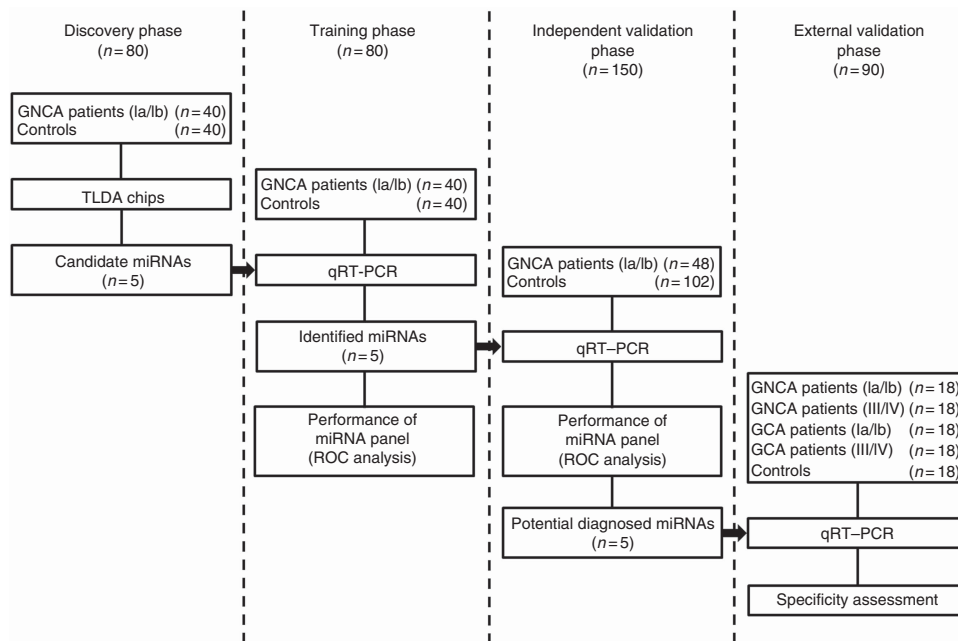 Discovery phase
(n=80)
GNCA patients (Ia/Ib) (n=40)
Controls (n=40)
TLDA chips
Candidate miRNAs
(n=5)
Training phase
(n=80)
GNCA patients (Ia/Ib) (n=40)
Controls (n=40)
qRT-PCR
Identified miRNAs
(n=5)
Performance of
miRNA panel
(ROC analysis)
Independent validation
phase
(n=150)
GNCA patients (Ia/Ib) (n=48)
Controls (n=102)
qRT–PCR
Performance of
miRNA panel
(ROC analysis)
Potential diagnosed miRNAs
(n=5)
External validation
phase
(n=90)
GNCA patients (Ia/Ib) (n=18)
GNCA patients (III/IV) (n=18)
GCA patients (Ia/Ib) (n=18)
GCA patients (III/IV) (n=18)
Controls (n=18)
qRT–PCR
Specificity assessment